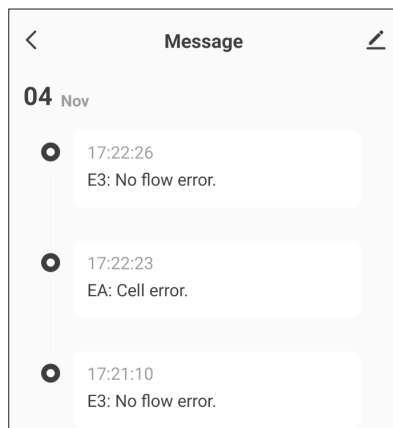 Message
04 Nov
17:22:26
E3: No flow error.
17:22:23
EA: Cell error.
17:21:10
E3: No flow error.